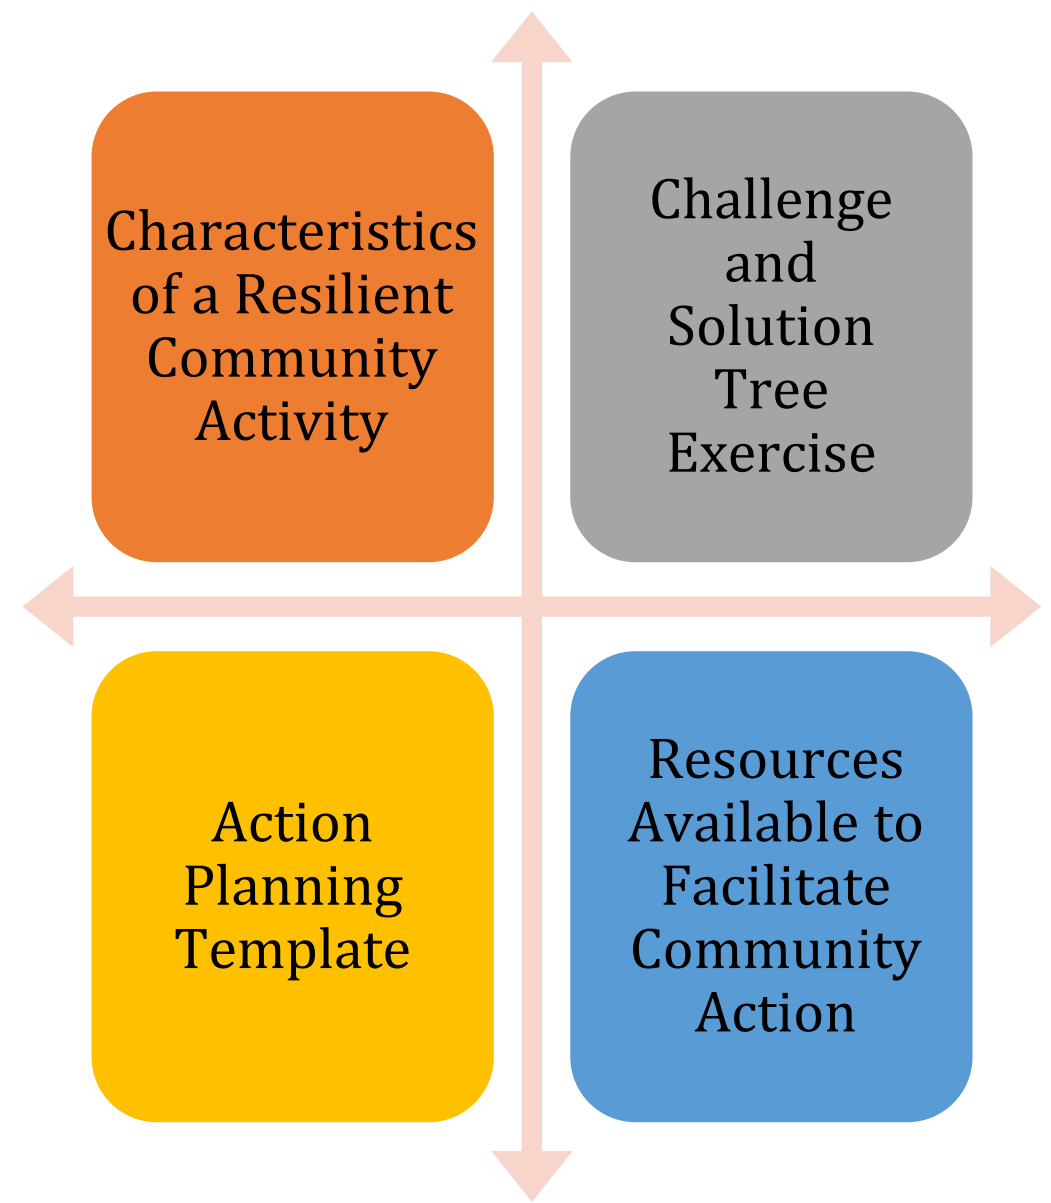 Characteristics
of a Resilient
Community
Activity
Challenge
and
Solution
Tree
Exercise
Action
Planning
Template
Resources
Available to
Facilitate
Community
Action